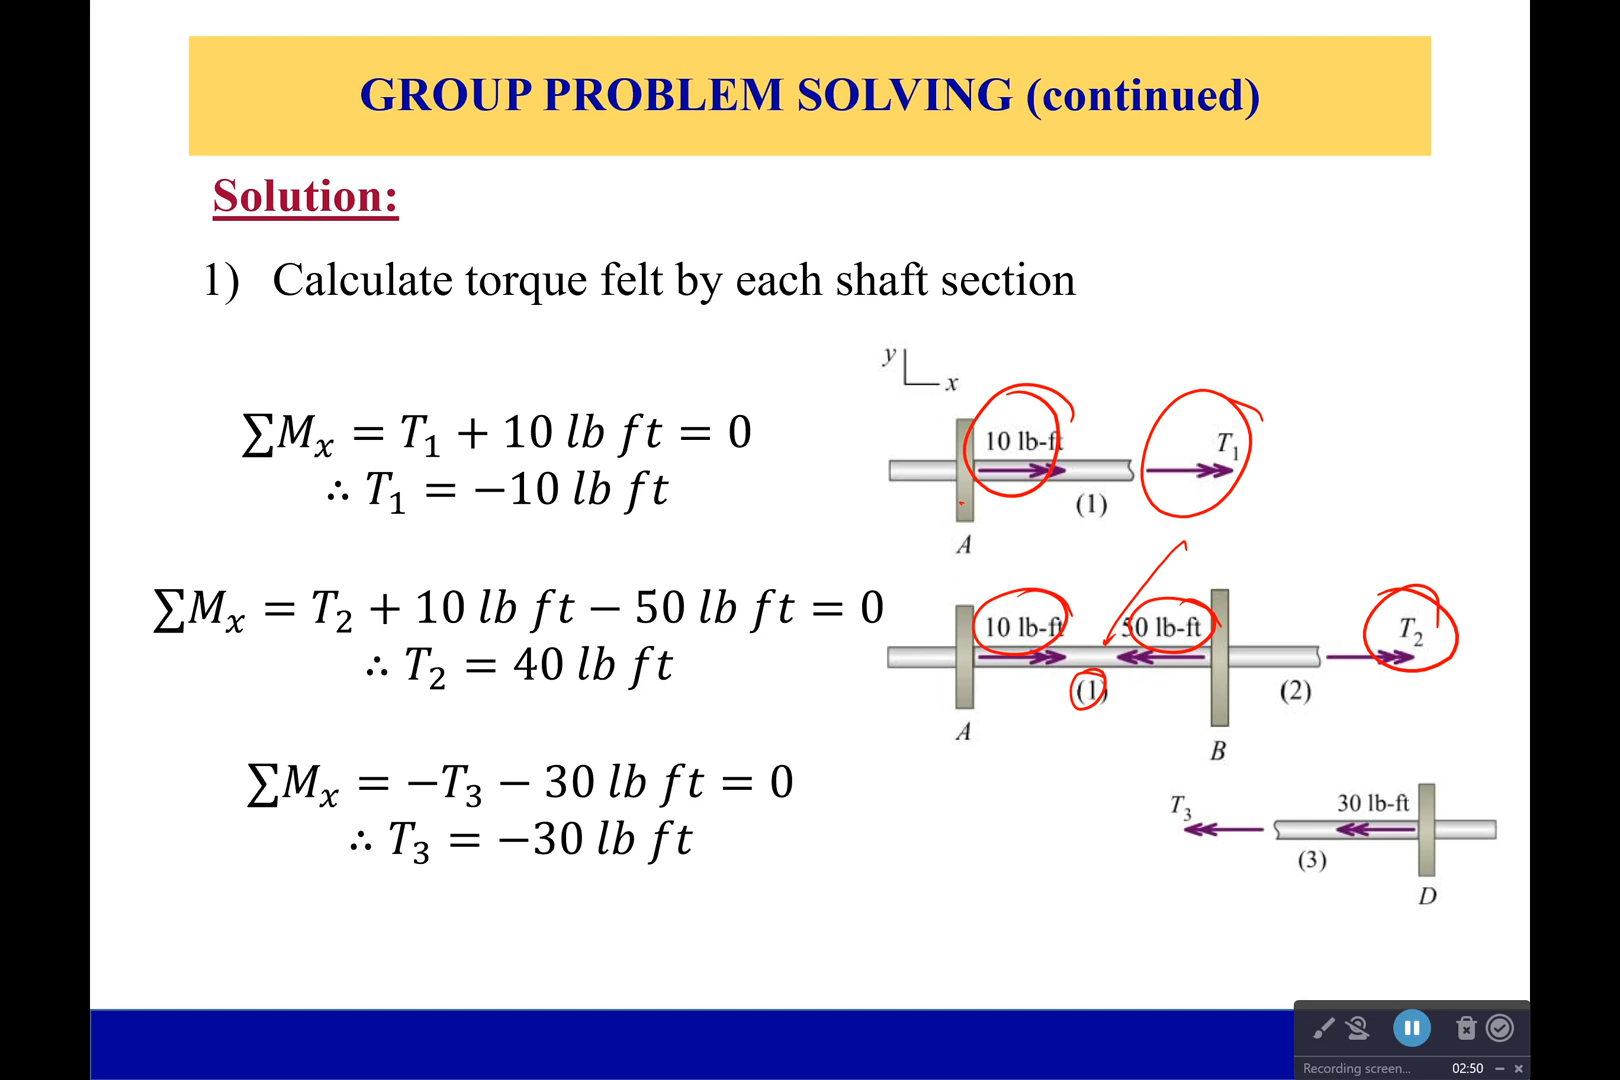 GROUP PROBLEM SOLVING (continued)
Solution:
1) Calculate torque felt by each shaft section
y
x
∑Mₓ = T₁ + 10 lb ft = 0
∴ T₁ = −10 lb ft
10 lb-ft
T₁
(1)
A
∑Mₓ = T₂ + 10 lb ft − 50 lb ft = 0
∴ T₂ = 40 lb ft
10 lb-ft
50 lb-ft
T₂
(1)
(2)
A
B
∑Mₓ = −T₃ − 30 lb ft = 0
∴ T₃ = −30 lb ft
T₃
30 lb-ft
(3)
D
Recording screen... 02:50